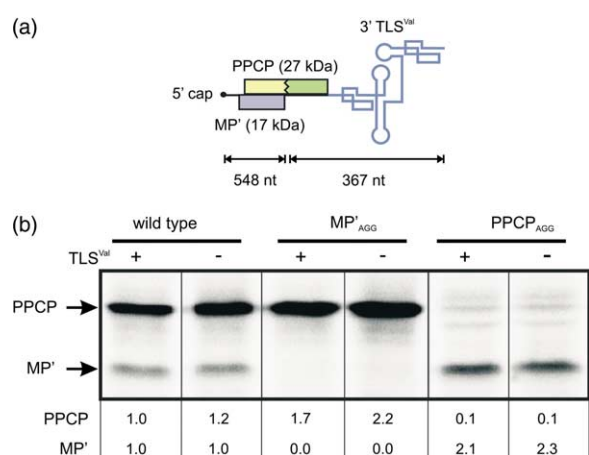 (a)
3' TLS^Val
PPCP (27 kDa)
5' cap
MP' (17 kDa)
548 nt 367 nt
(b)
wild type MP'AGG PPCPAGG
TLS^Val + - + - + -
PPCP
MP'
PPCP 1.0 1.2 1.7 2.2 0.1 0.1
MP' 1.0 1.0 0.0 0.0 2.1 2.3